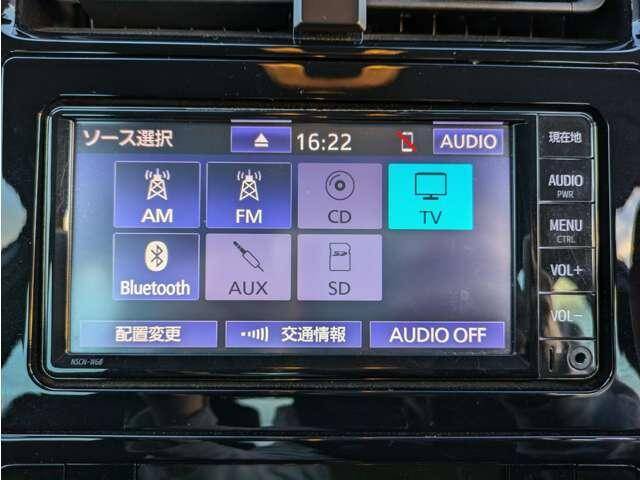 ソース選択 16:22 AUDIO
現在地
AM FM CD TV
AUDIO
PWR
MENU
CTRL
Bluetooth AUX SD
SD
VOL+
VOL-
配置変更 交通情報 AUDIO OFF
NSCN-W68